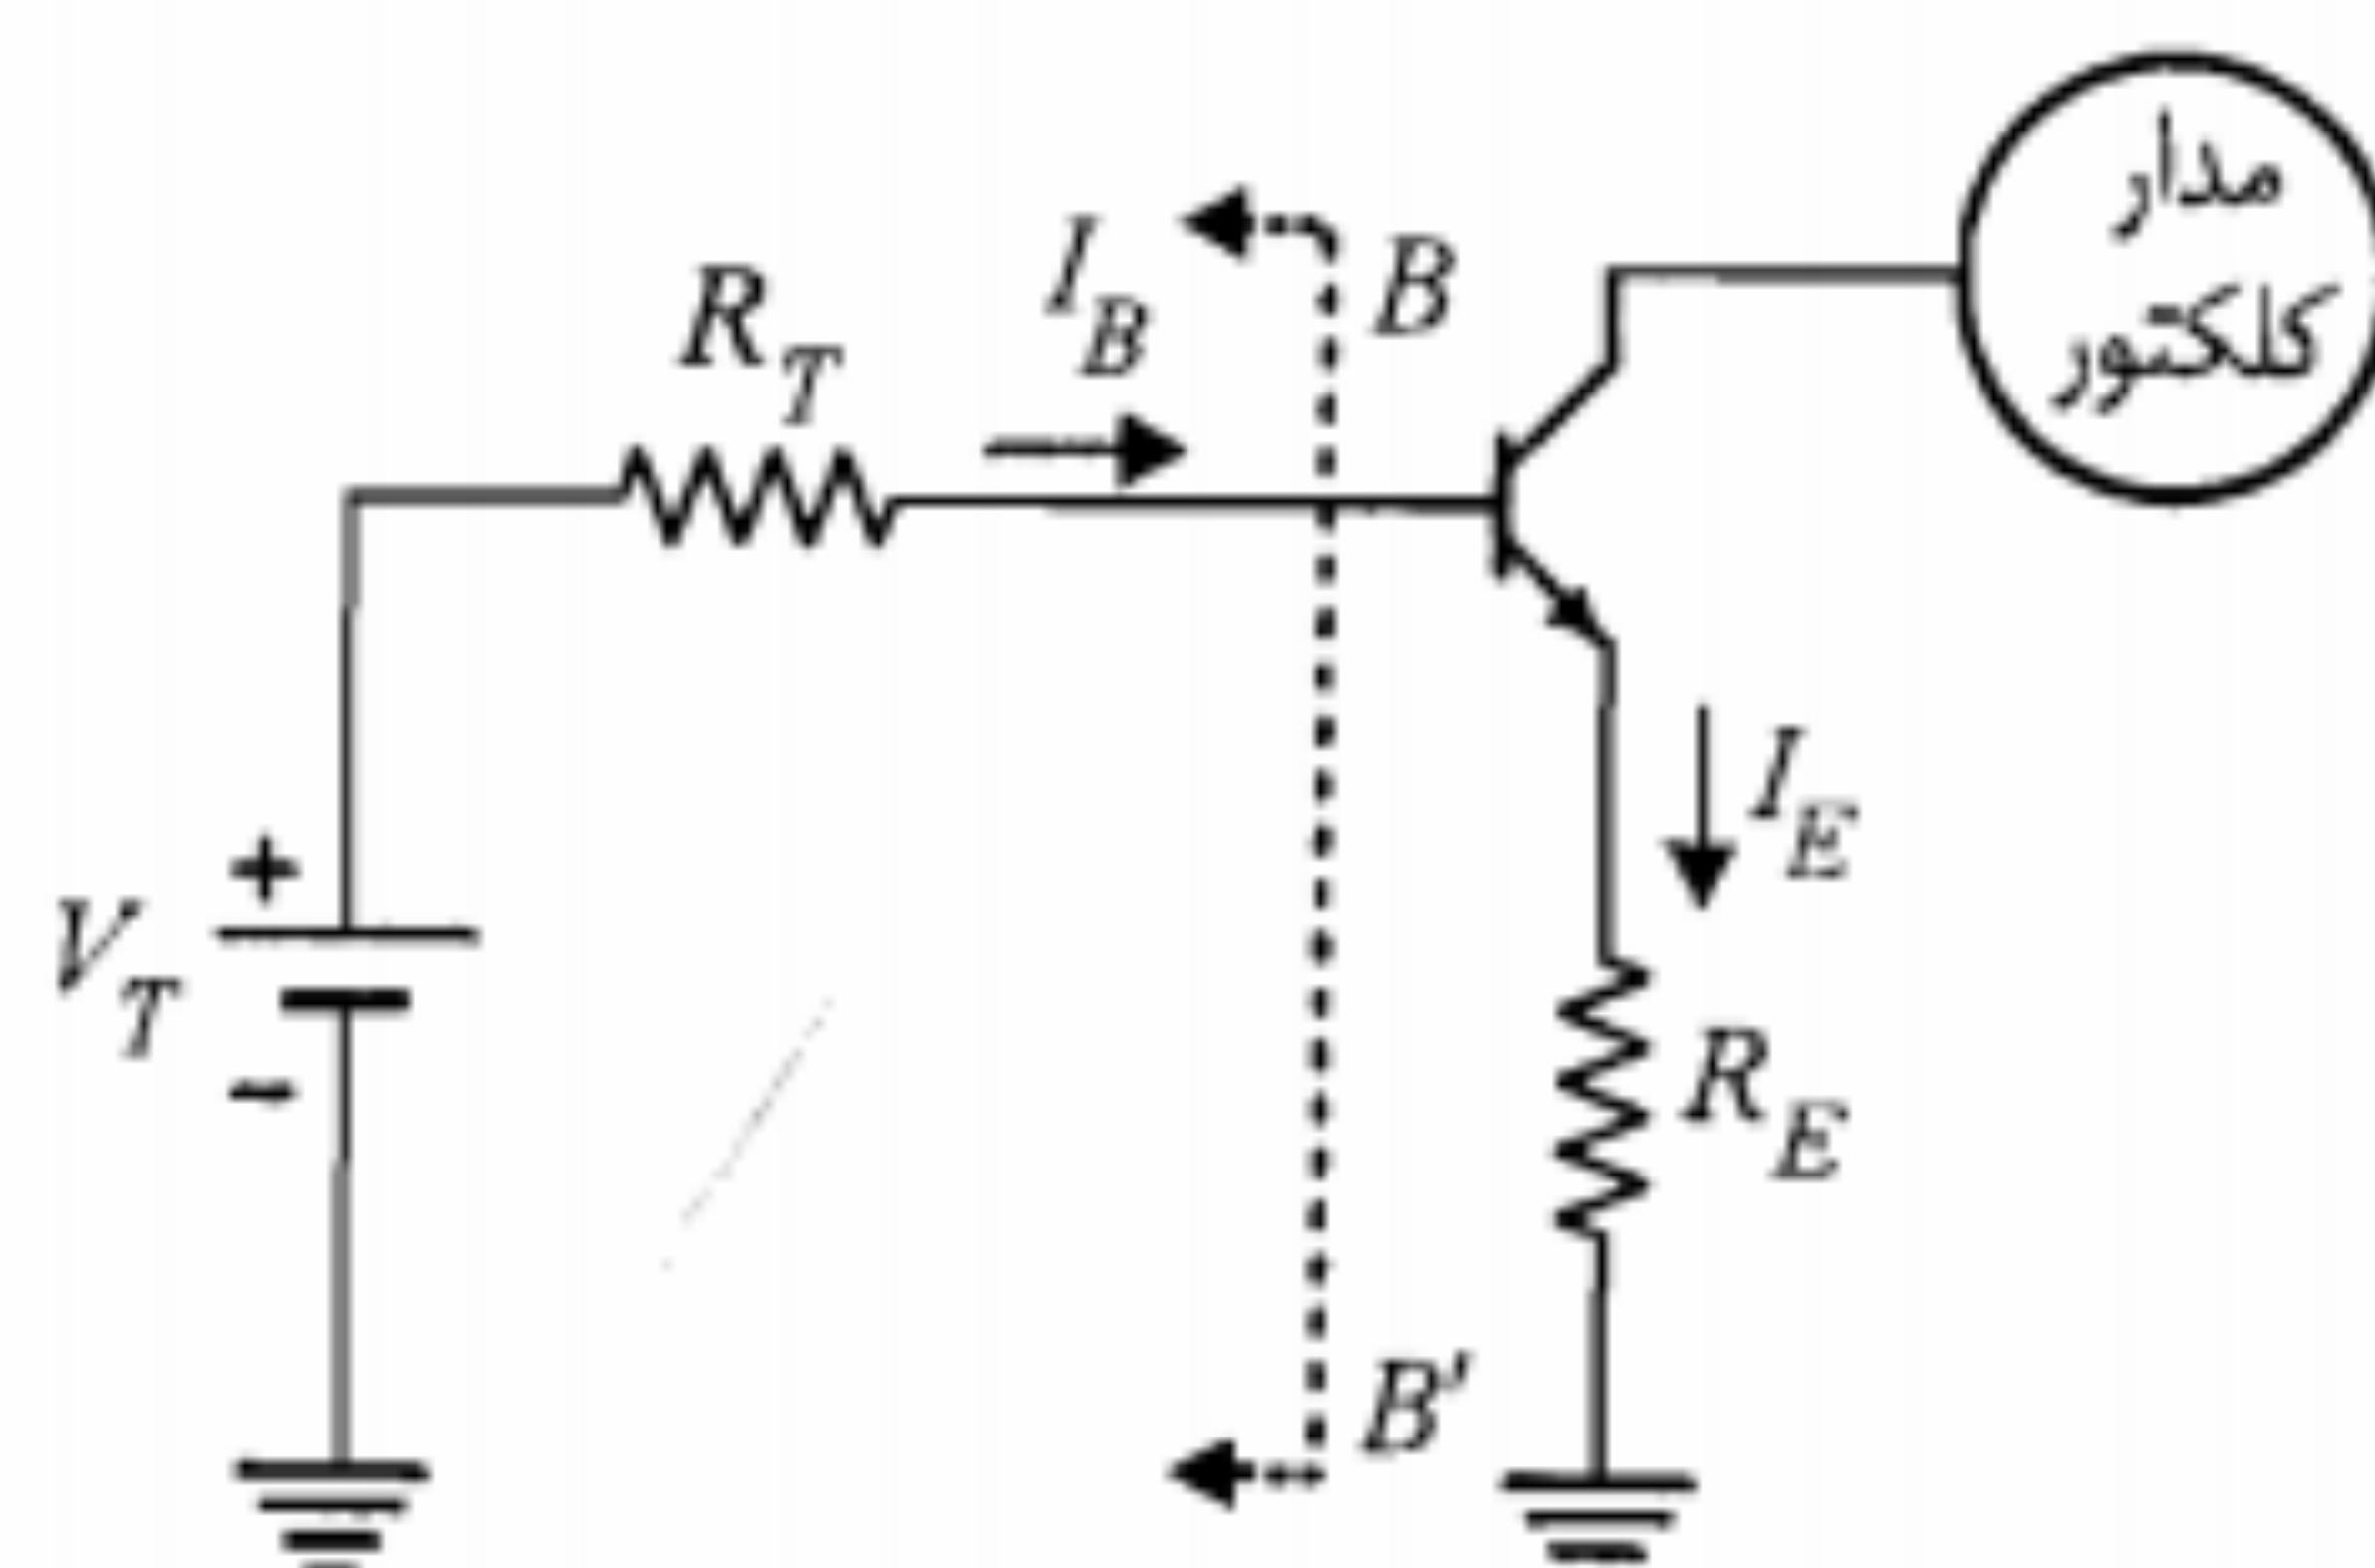 مدار
کلکتور
R_T
I_B
B
I_E
+
V_T
-
R_E
B'